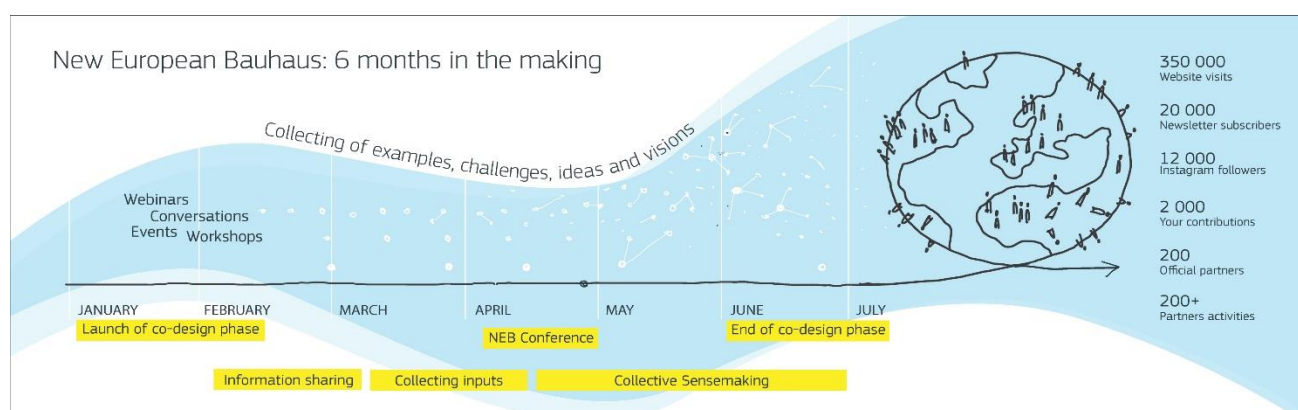 New European Bauhaus: 6 months in the making
Collecting of examples, challenges, ideas and visions
Webinars
Conversations
Events
Workshops
JANUARY
FEBRUARY
MARCH
APRIL
MAY
JUNE
JULY
Launch of co-design phase
NEB Conference
End of co-design phase
Information sharing
Collecting inputs
Collective Sensemaking
350 000
Website visits
20 000
Newsletter subscribers
12 000
Instagram followers
2 000
Your contributions
200
Official partners
200+
Partners activities